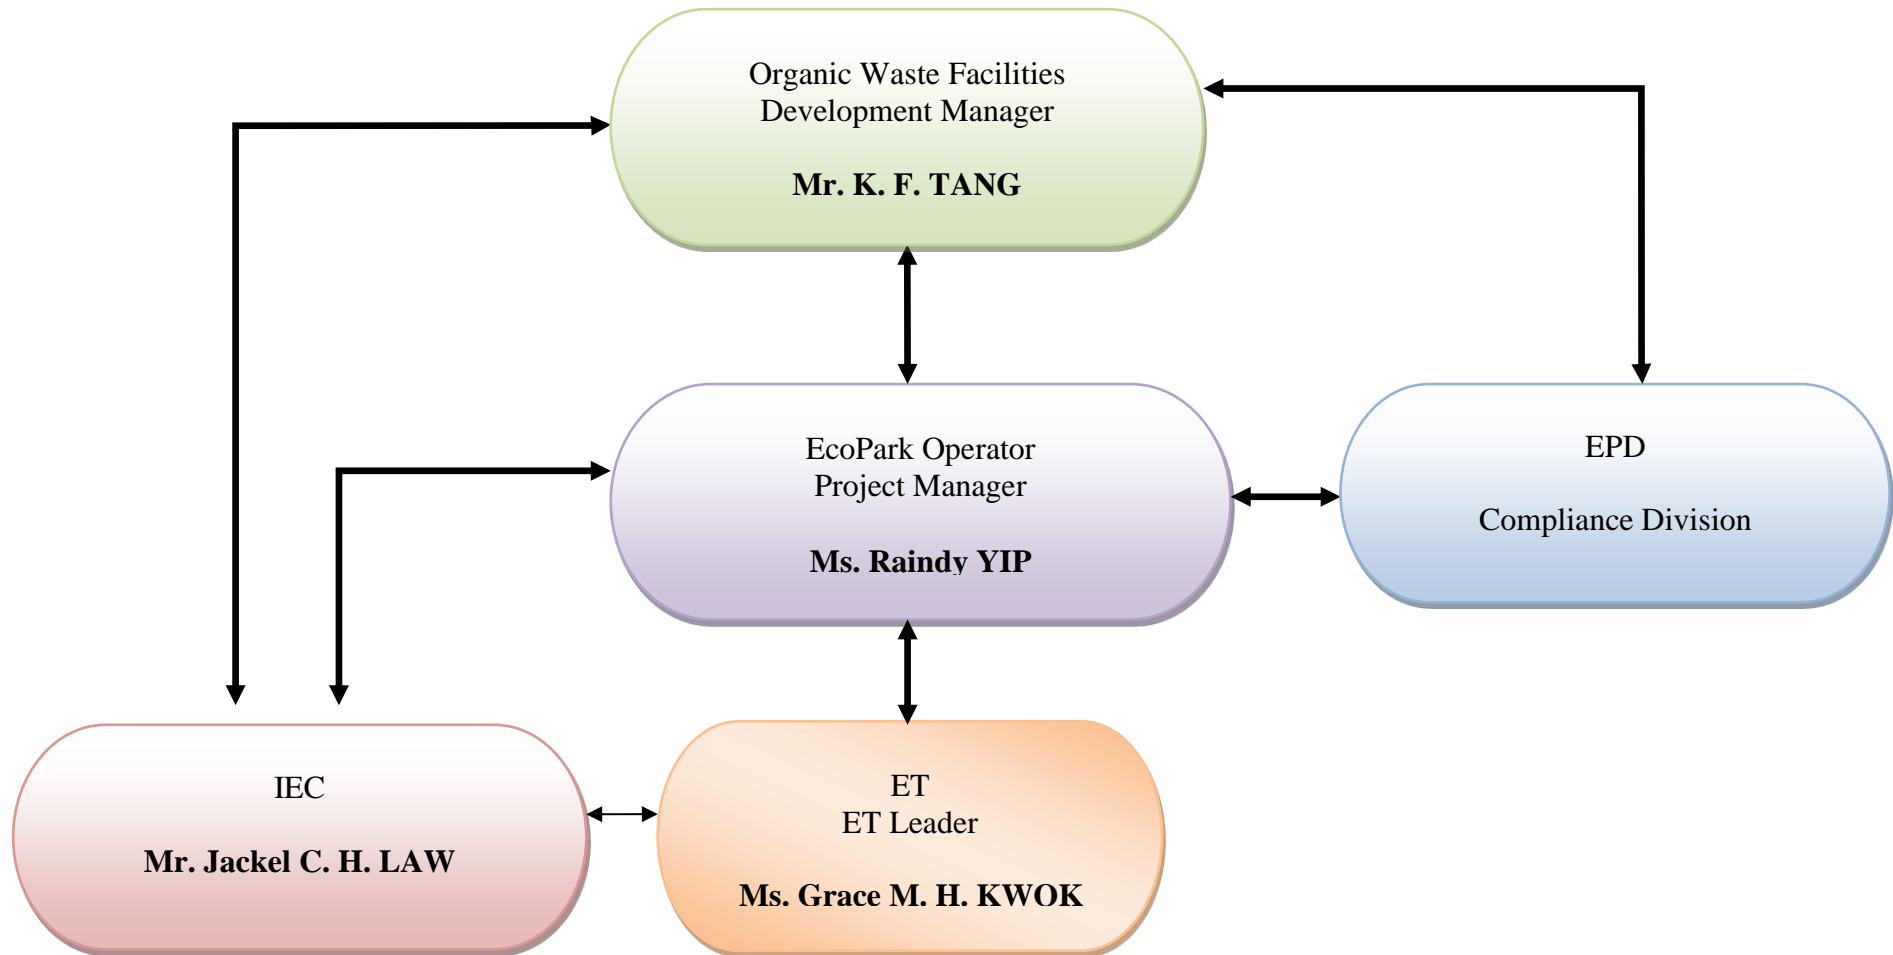 Organic Waste Facilities
Development Manager
Mr. K. F. TANG
EcoPark Operator
Project Manager
Ms. Raindy YIP
EPD
Compliance Division
IEC
Mr. Jackel C. H. LAW
ET
ET Leader
Ms. Grace M. H. KWOK